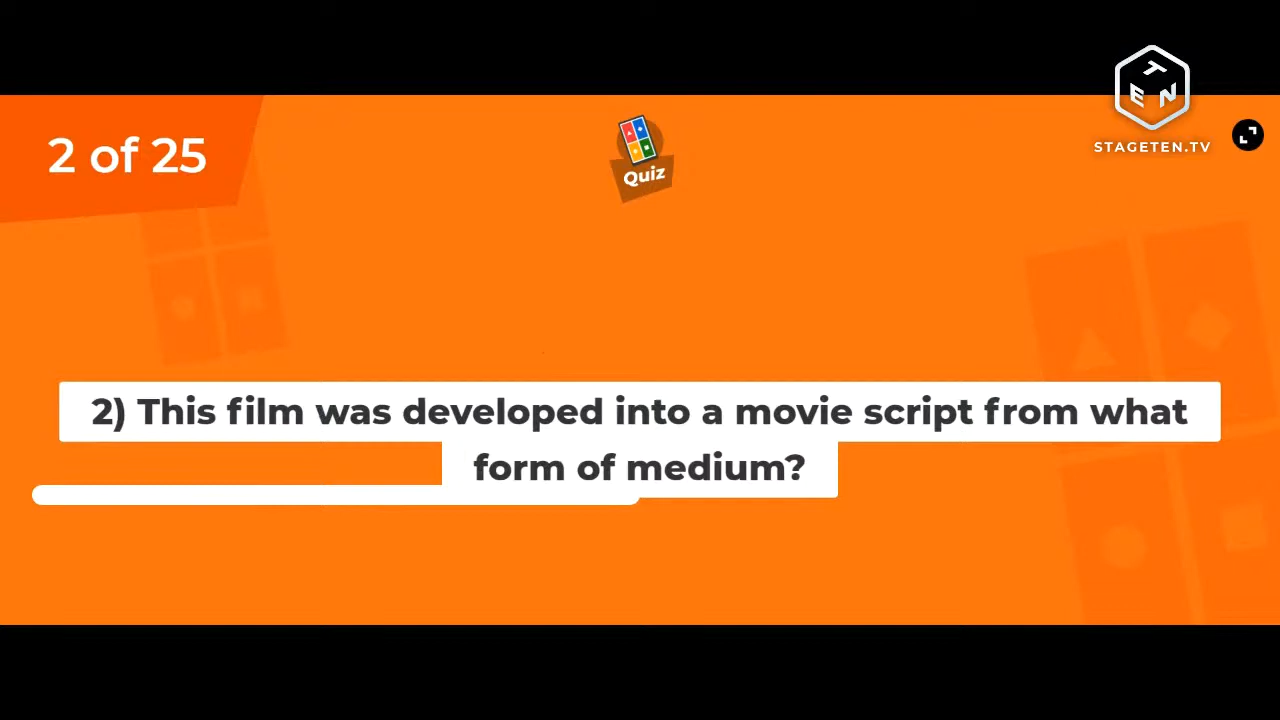 2 of 25
Quiz
TEN
STAGETEN.TV
2) This film was developed into a movie script from what
form of medium?